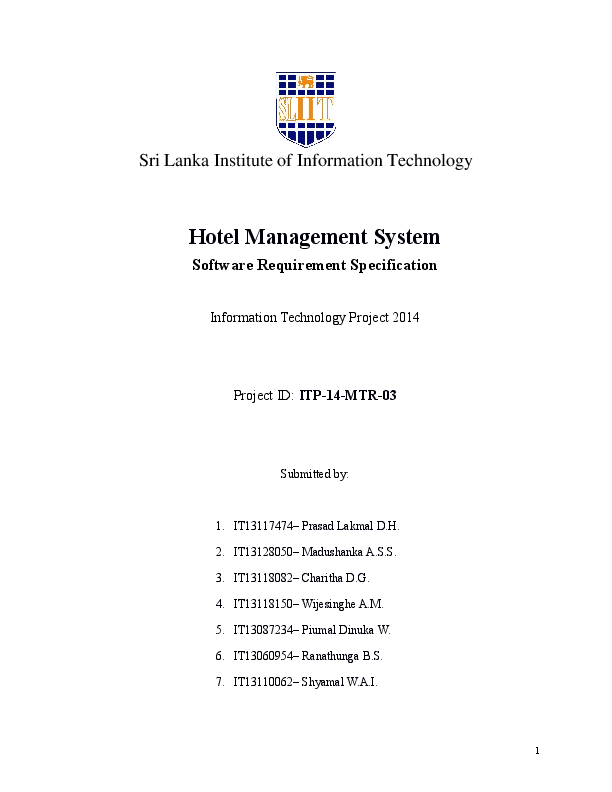 SLIIT
Sri Lanka Institute of Information Technology
Hotel Management System
Software Requirement Specification
Information Technology Project 2014
Project ID: ITP-14-MTR-03
Submitted by:
1. IT13117474– Prasad Lakmal D.H.
2. IT13128050– Madushanka A.S.S.
3. IT13118082– Charitha D.G.
4. IT13118150– Wijesinghe A.M.
5. IT13087234– Piumal Dinuka W.
6. IT13060954– Ranathunga B.S.
7. IT13110062– Shyamal W.A.I.
1